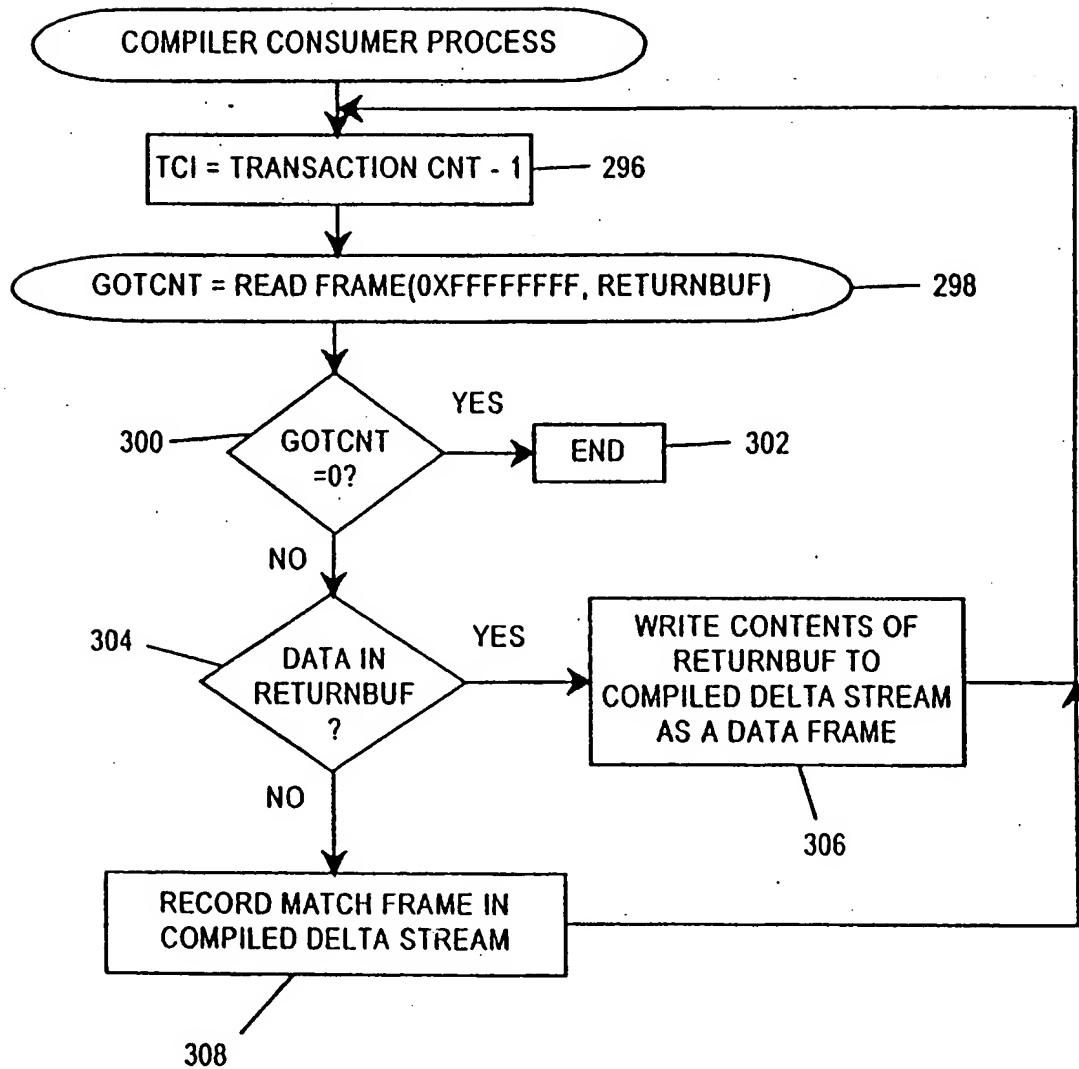 COMPILER CONSUMER PROCESS
TCI = TRANSACTION CNT - 1
296
GOTCNT = READ FRAME(0XFFFFFFFF, RETURNBUF)
298
300
GOTCNT
=0?
YES
END
302
NO
304
DATA IN
RETURNBUF
?
YES
WRITE CONTENTS OF
RETURNBUF TO
COMPILED DELTA STREAM
AS A DATA FRAME
306
NO
RECORD MATCH FRAME IN
COMPILED DELTA STREAM
308